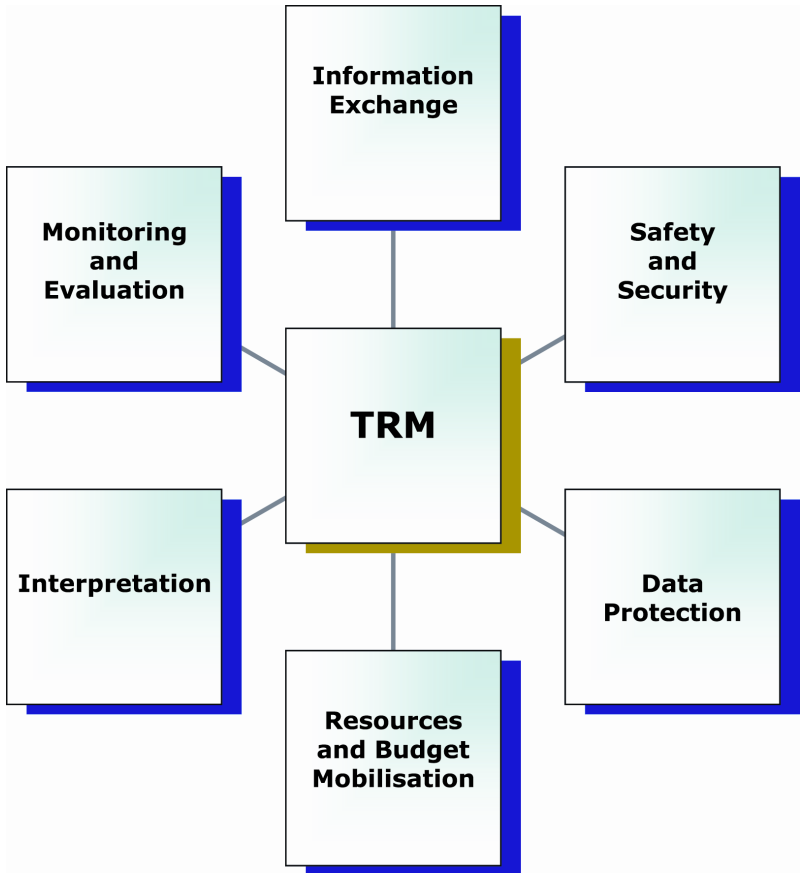 Information
Exchange
Monitoring
and
Evaluation
Safety
and
Security
TRM
Interpretation
Data
Protection
Resources
and Budget
Mobilisation